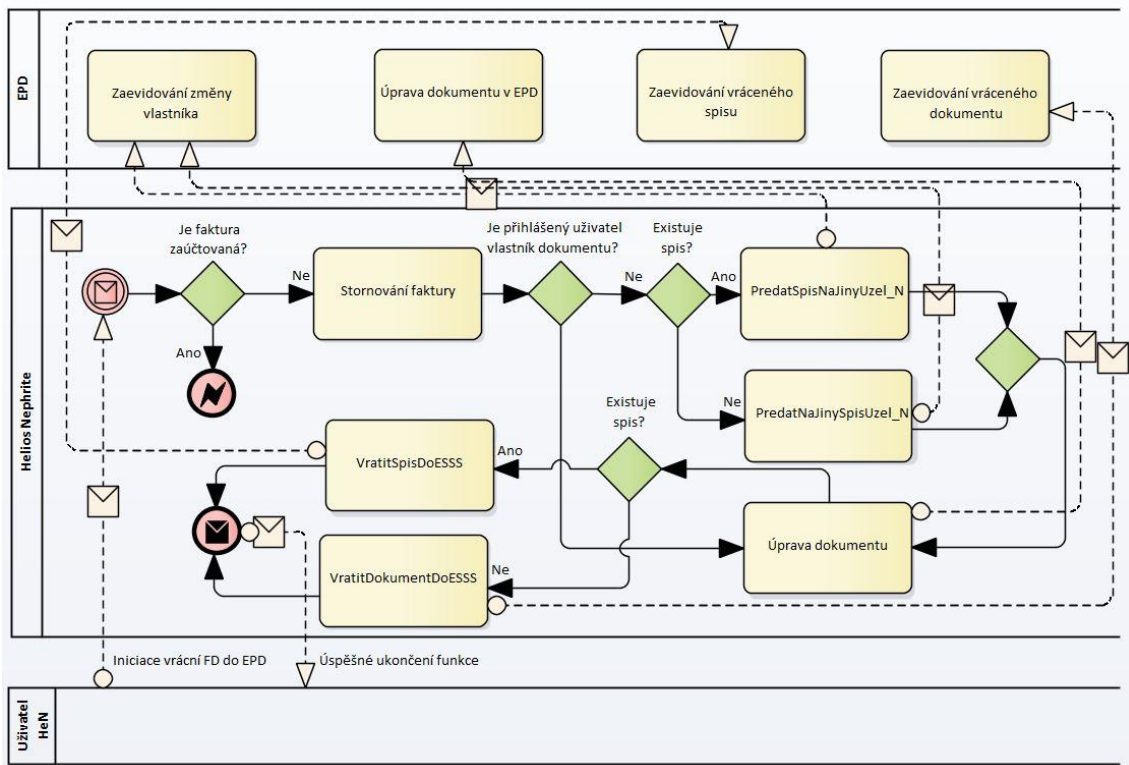 EPD
Zaevidování změny
vlastníka
Úprava dokumentu v EPD
Zaevidování vráceného
spisu
Zaevidování vráceného
dokumentu
Helios Nephrite
Je faktura
zaúčtovaná?
Ne
Ano
Stornování faktury
Je přihlášený uživatel
vlastník dokumentu?
Ne
Existuje
spis?
Ano
Ne
PredatSpisNaJinyUzel_N
PredatNaJinySpisUzel_N
Existuje
spis?
Ano
Ne
VratitSpisDoESSS
VratitDokumentDoESSS
Úprava dokumentu
Iniciace vrácní FD do EPD
Úspěšné ukončení funkce
Uživatel
HeN